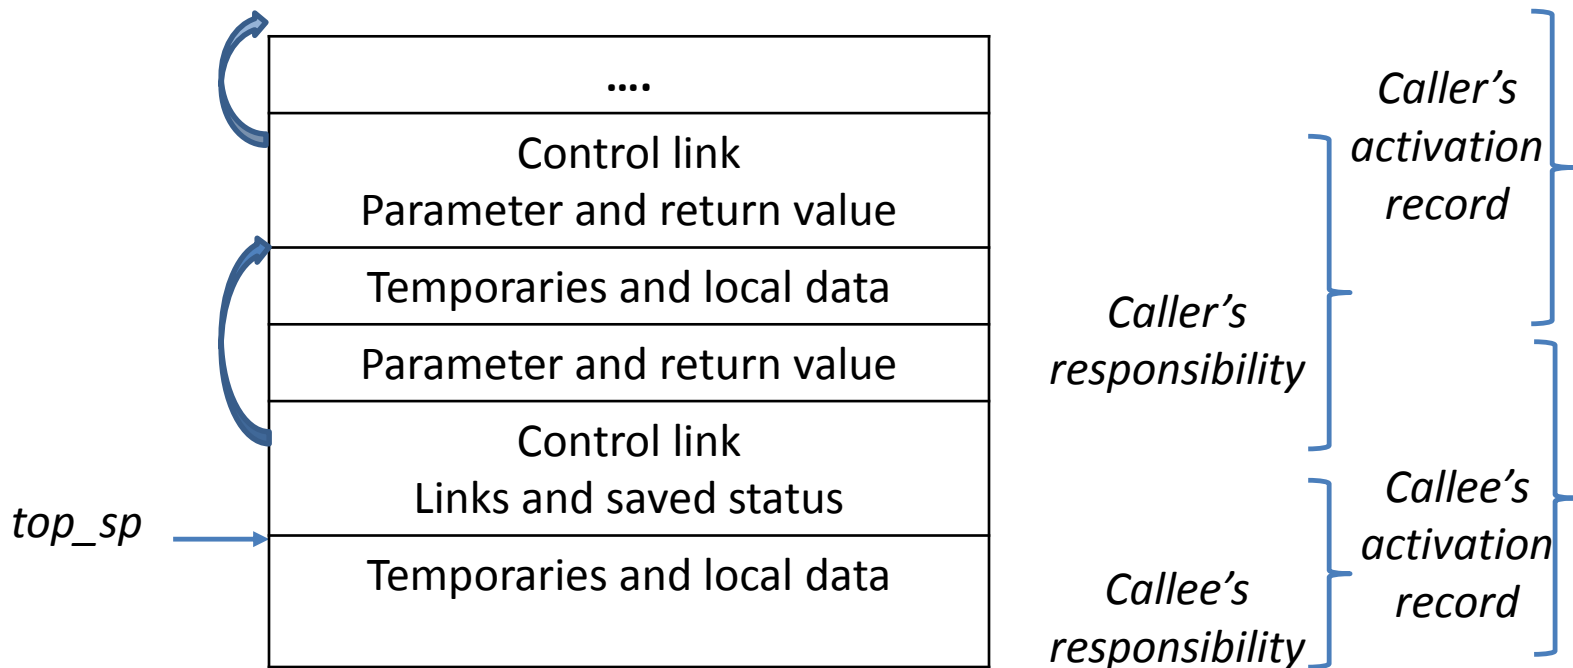 ....
Control link
Parameter and return value
Temporaries and local data
Parameter and return value
Control link
Links and saved status
Temporaries and local data
top_sp
Caller's
responsibility
Callee's
responsibility
Caller's
activation
record
Callee's
activation
record